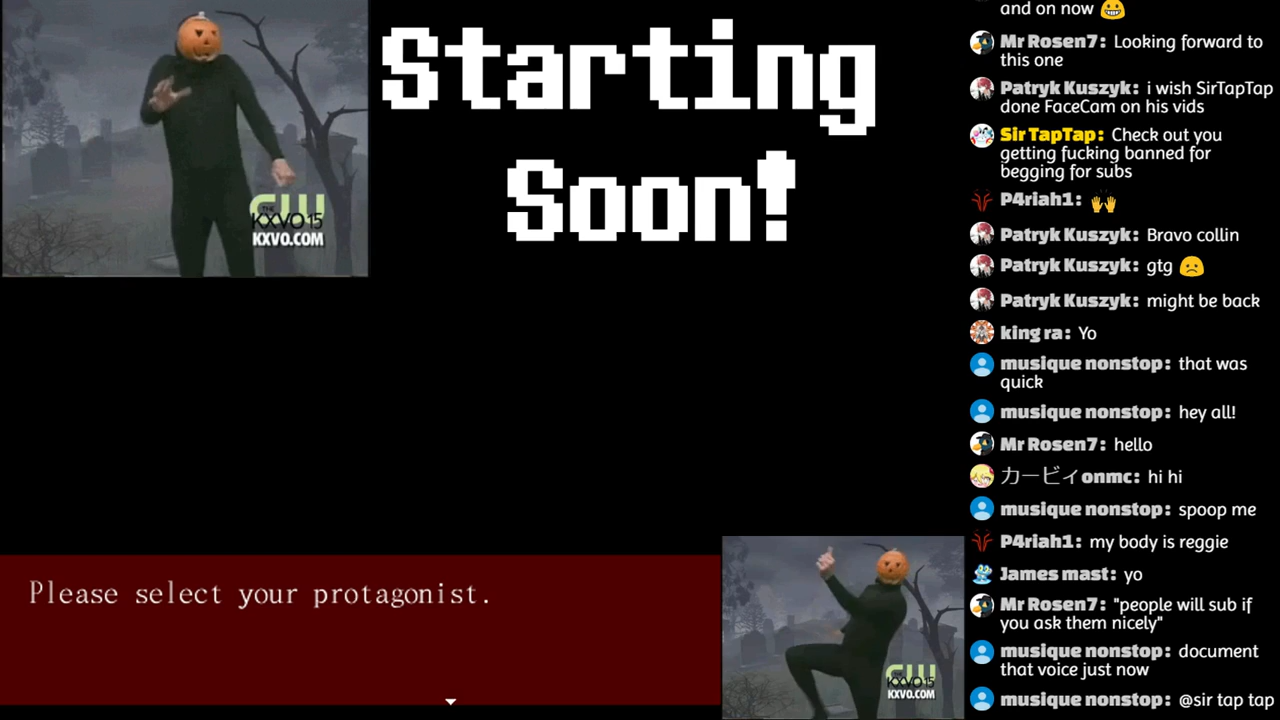 Starting
Soon!
THE
KXVO 15
KXVO.COM
Please select your protagonist.
CW
KXVO 15
KXVO.COM
and on now 😀
Mr Rosen7: Looking forward to
this one
Patryk Kuszyk: i wish SirTapTap
done FaceCam on his vids
Sir TapTap: Check out you
getting fucking banned for
begging for subs
P4riah1: 🙌
Patryk Kuszyk: Bravo collin
Patryk Kuszyk: gtg ☹️
Patryk Kuszyk: might be back
king ra: Yo
musique nonstop: that was
quick
musique nonstop: hey all!
Mr Rosen7: hello
カービィonmc: hi hi
musique nonstop: spoop me
P4riah1: my body is reggie
James mast: yo
Mr Rosen7: "people will sub if
you ask them nicely"
musique nonstop: document
that voice just now
musique nonstop: @sir tap tap